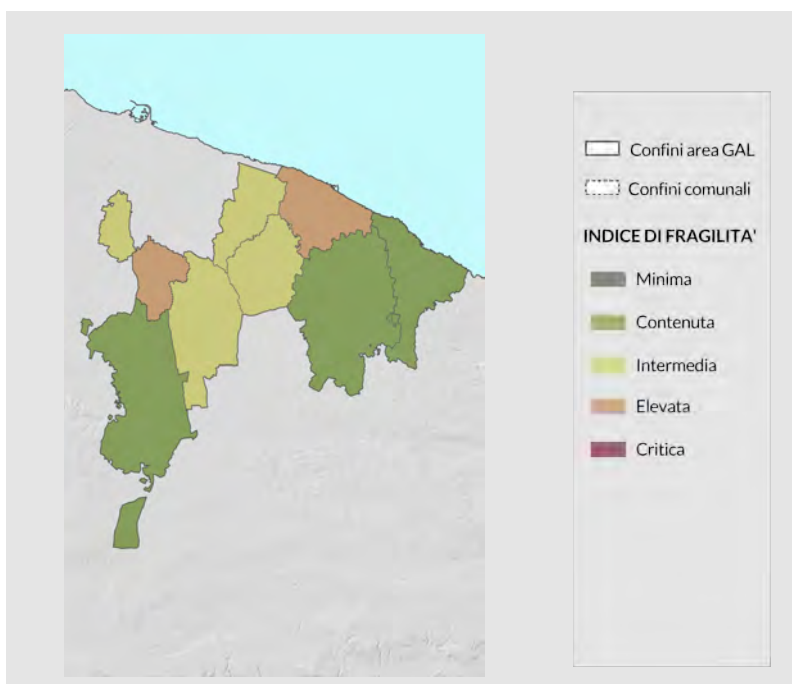 Confini area GAL
Confini comunali
INDICE DI FRAGILITA'
Minima
Contenuta
Intermedia
Elevata
Critica